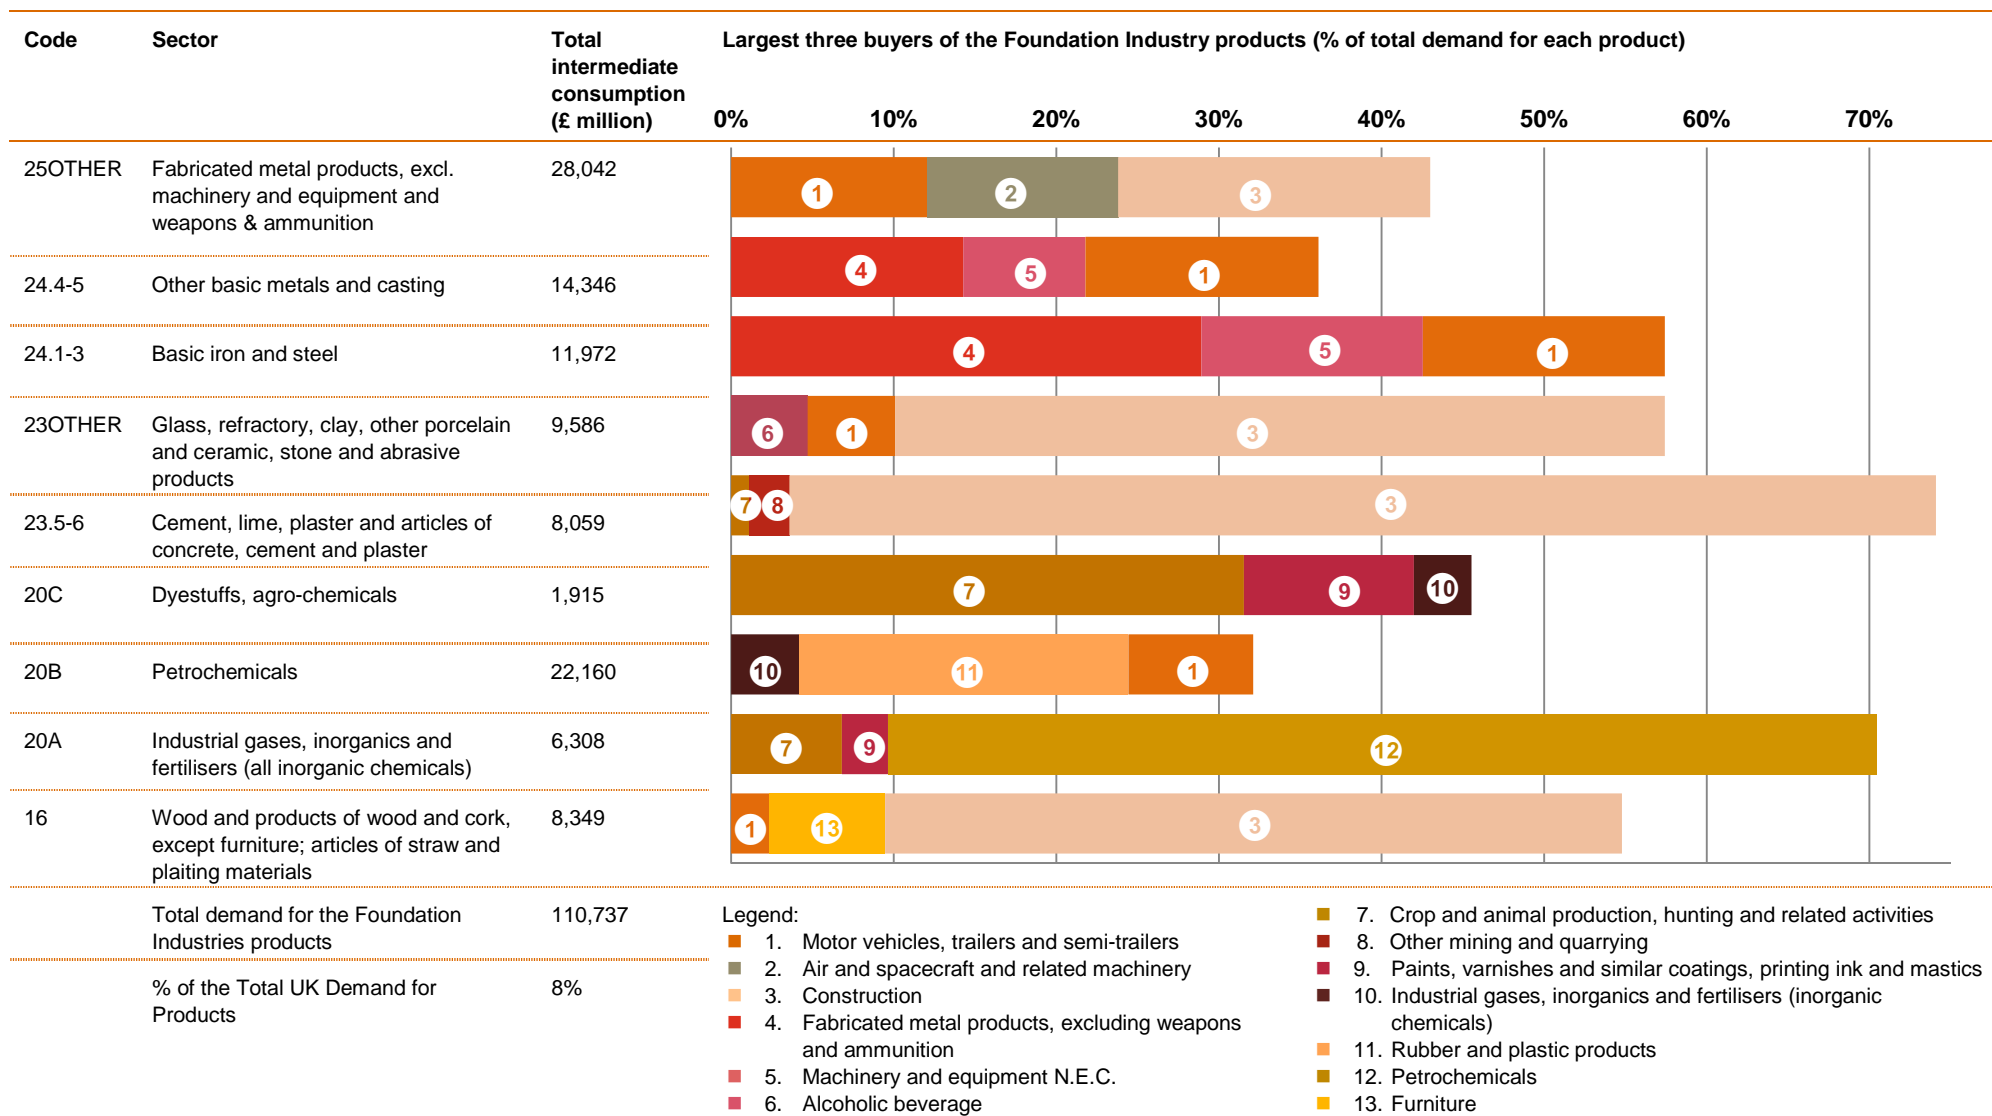 Code Sector Total intermediate consumption (£ million) Largest three buyers of the Foundation Industry products (% of total demand for each product)
0% 10% 20% 30% 40% 50% 60% 70%
25OTHER Fabricated metal products, excl. 28,042
machinery and equipment and
weapons & ammunition
1 2 3
24.4-5 Other basic metals and casting 14,346
4 5 1
24.1-3 Basic iron and steel 11,972
4 5 1
23OTHER Glass, refractory, clay, other porcelain 9,586
and ceramic, stone and abrasive
products
6 1 3
23.5-6 Cement, lime, plaster and articles of 8,059
concrete, cement and plaster
7 8 3
20C Dyestuffs, agro-chemicals 1,915
7 9 10
20B Petrochemicals 22,160
10 11 1
20A Industrial gases, inorganics and 6,308
fertilisers (all inorganic chemicals)
7 9 12
16 Wood and products of wood and cork, 8,349
except furniture; articles of straw and
plaiting materials
1 13 3
Total demand for the Foundation 110,737
Industries products
% of the Total UK Demand for 8%
Products
Legend:
1. Motor vehicles, trailers and semi-trailers
2. Air and spacecraft and related machinery
3. Construction
4. Fabricated metal products, excluding weapons
and ammunition
5. Machinery and equipment N.E.C.
6. Alcoholic beverage
7. Crop and animal production, hunting and related activities
8. Other mining and quarrying
9. Paints, varnishes and similar coatings, printing ink and mastics
10. Industrial gases, inorganics and fertilisers (inorganic
chemicals)
11. Rubber and plastic products
12. Petrochemicals
13. Furniture